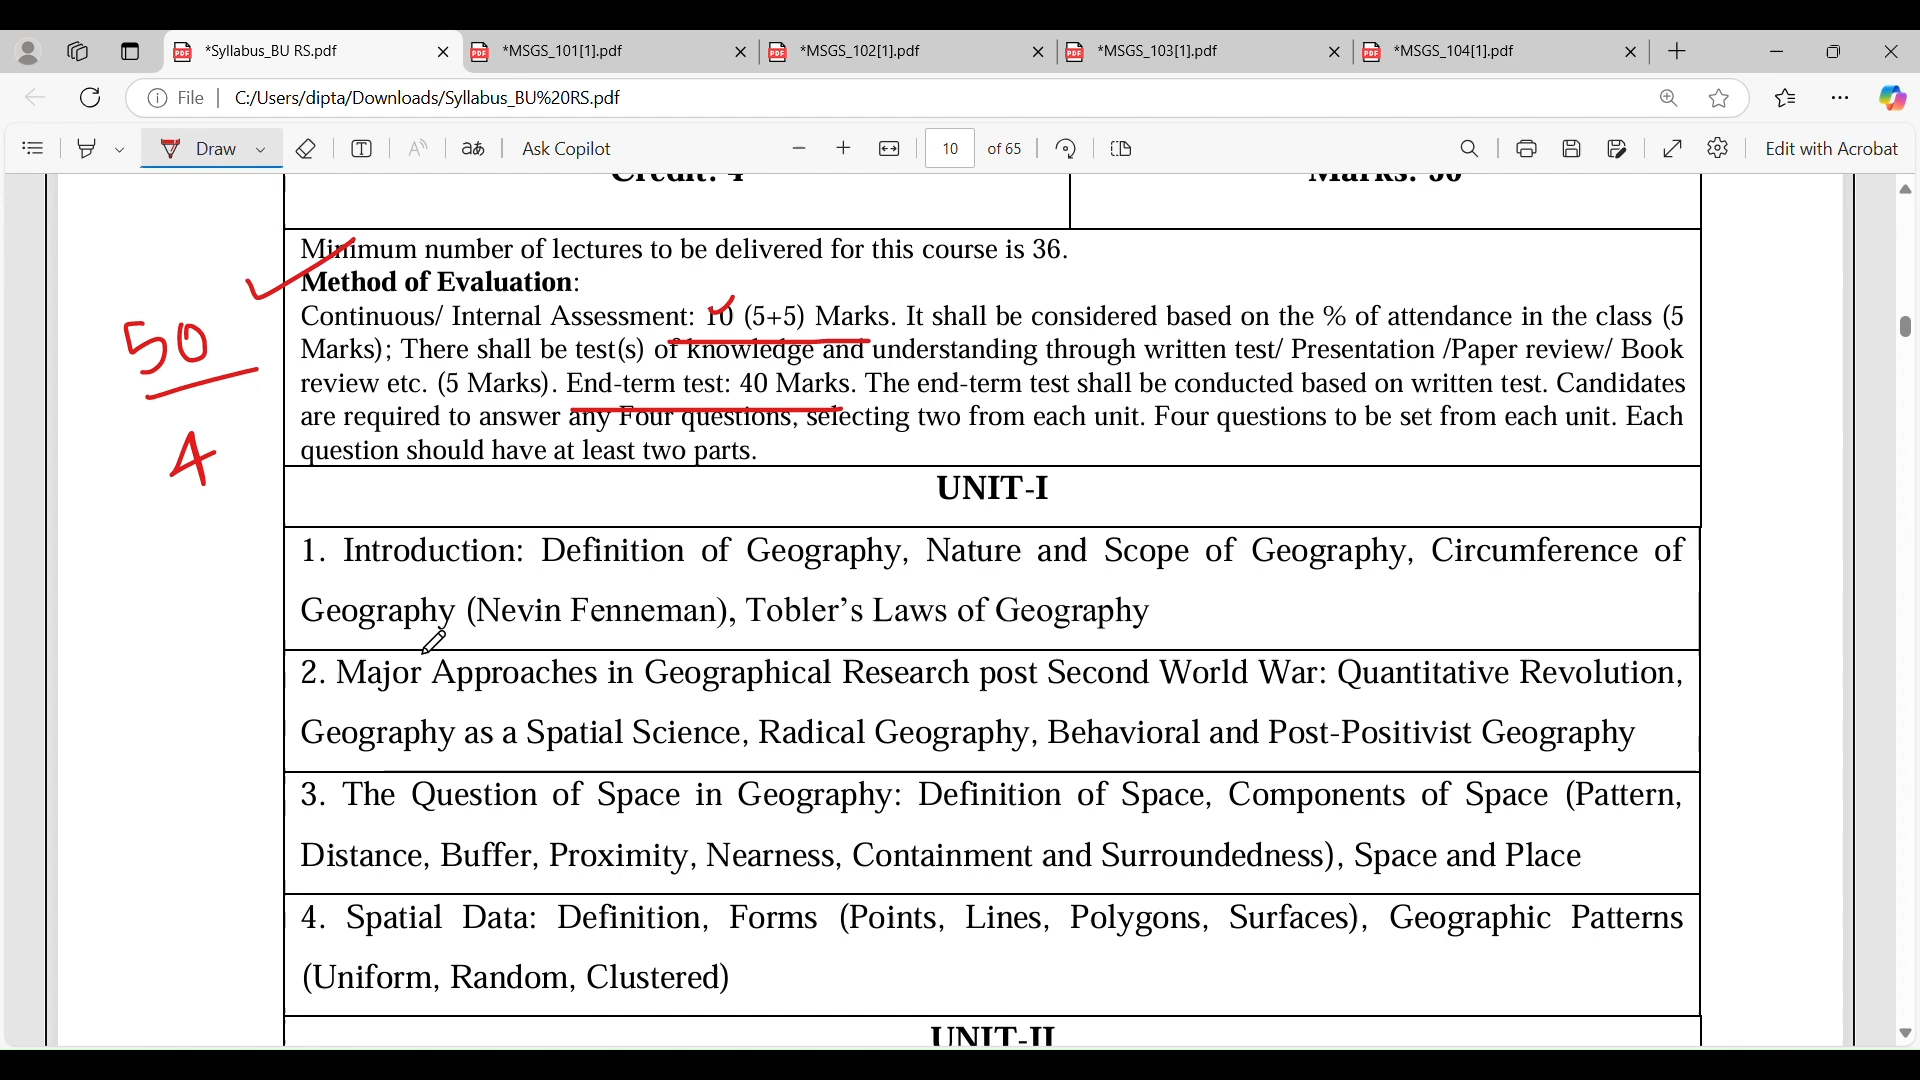 *Syllabus_BU RS.pdf
*MSGS_101[1].pdf
*MSGS_102[1].pdf
*MSGS_103[1].pdf
*MSGS_104[1].pdf
File C:/Users/dipta/Downloads/Syllabus_BU%20RS.pdf
Draw
Ask Copilot
10 of 65
Edit with Acrobat
Credit: 4
Marks: 50
Minimum number of lectures to be delivered for this course is 36.
Method of Evaluation:
Continuous/ Internal Assessment: 10 (5+5) Marks. It shall be considered based on the % of attendance in the class (5
Marks); There shall be test(s) of knowledge and understanding through written test/ Presentation /Paper review/ Book
review etc. (5 Marks). End-term test: 40 Marks. The end-term test shall be conducted based on written test. Candidates
are required to answer any Four questions, selecting two from each unit. Four questions to be set from each unit. Each
question should have at least two parts.
50
4
UNIT-I
1. Introduction: Definition of Geography, Nature and Scope of Geography, Circumference of
Geography (Nevin Fenneman), Tobler’s Laws of Geography
2. Major Approaches in Geographical Research post Second World War: Quantitative Revolution,
Geography as a Spatial Science, Radical Geography, Behavioral and Post-Positivist Geography
3. The Question of Space in Geography: Definition of Space, Components of Space (Pattern,
Distance, Buffer, Proximity, Nearness, Containment and Surroundedness), Space and Place
4. Spatial Data: Definition, Forms (Points, Lines, Polygons, Surfaces), Geographic Patterns
(Uniform, Random, Clustered)
UNIT-II